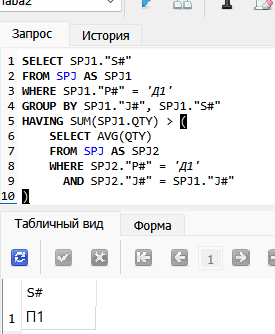 laba2
Запрос История
1 SELECT SPJ1."S#"
2 FROM SPJ AS SPJ1
3 WHERE SPJ1."P#" = 'Д1'
4 GROUP BY SPJ1."J#", SPJ1."S#"
5 HAVING SUM(SPJ1.QTY) > (
6 SELECT AVG(QTY)
7 FROM SPJ AS SPJ2
8 WHERE SPJ2."P#" = 'Д1'
9 AND SPJ2."J#" = SPJ1."J#"
10 )
Табличный вид Форма
1
S#
1 П1